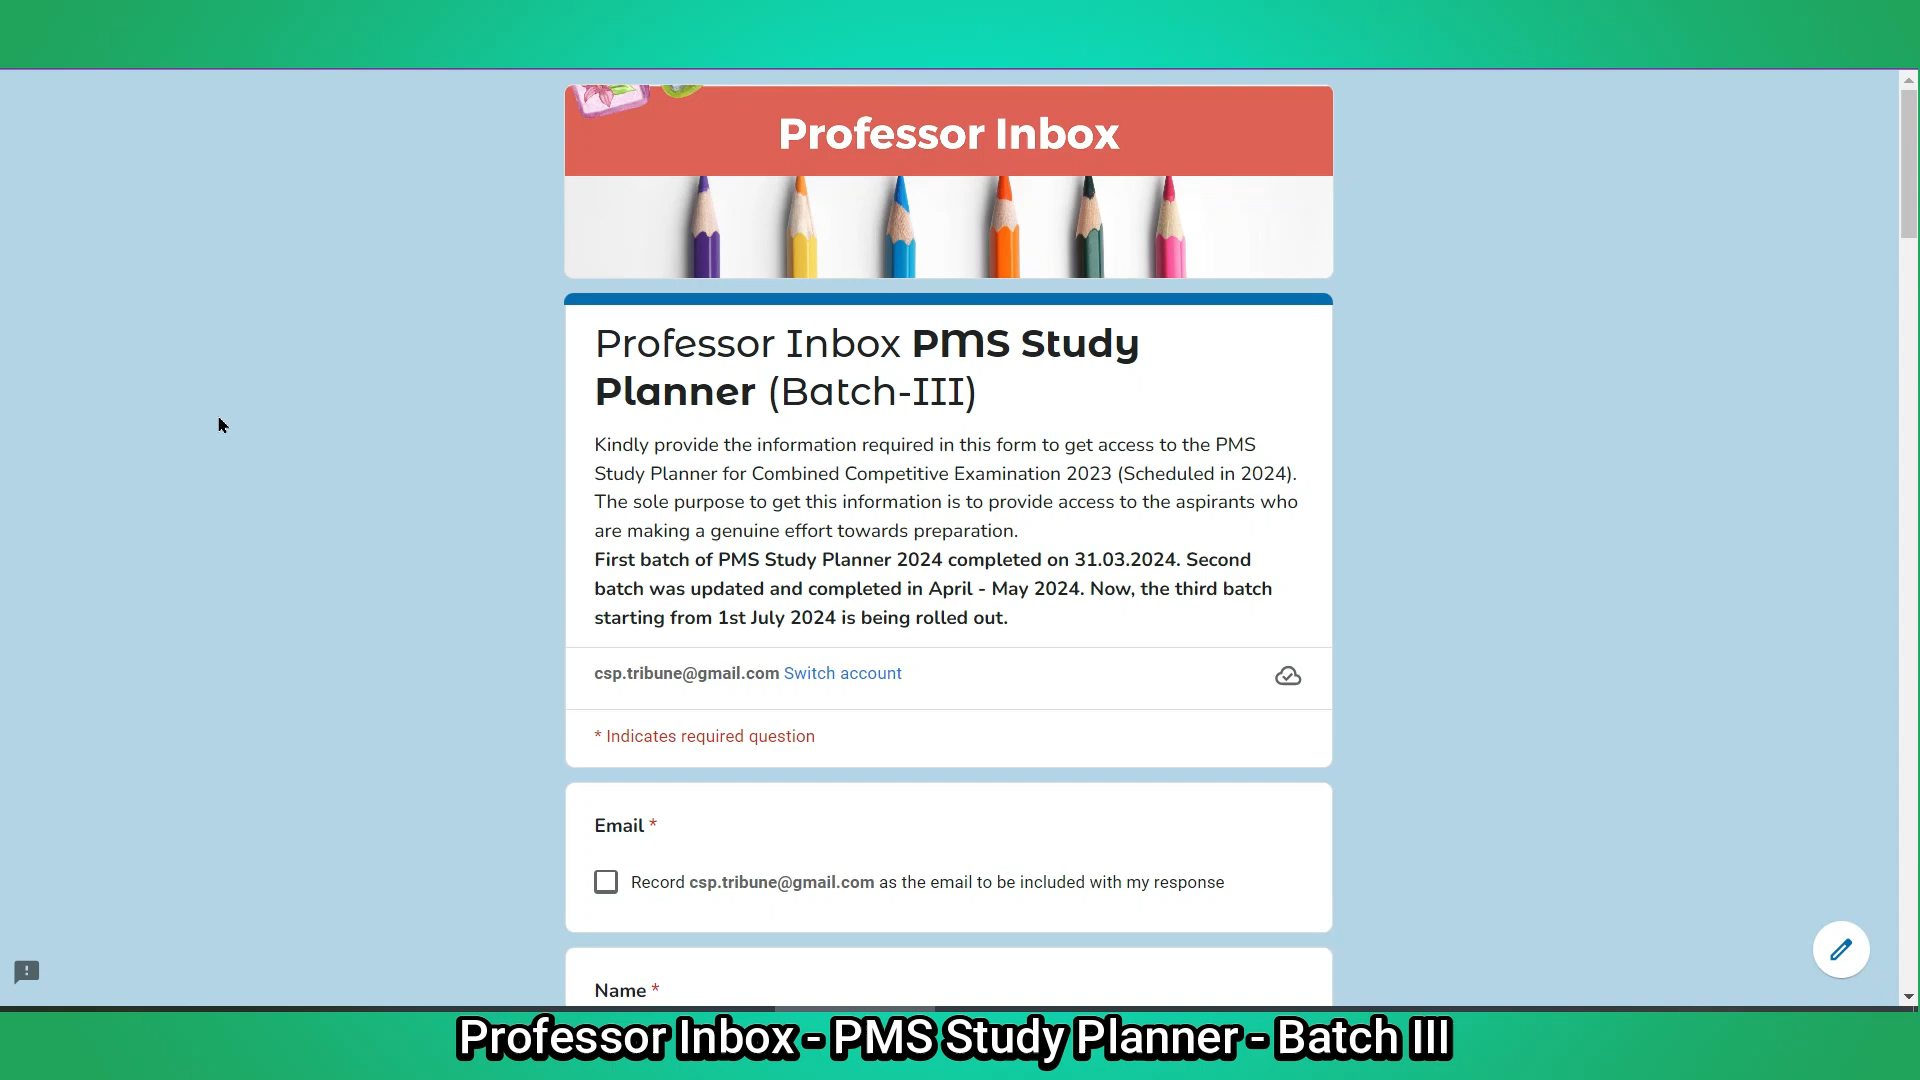 Professor Inbox
Professor Inbox PMS Study
Planner (Batch-III)
Kindly provide the information required in this form to get access to the PMS
Study Planner for Combined Competitive Examination 2023 (Scheduled in 2024).
The sole purpose to get this information is to provide access to the aspirants who
are making a genuine effort towards preparation.
First batch of PMS Study Planner 2024 completed on 31.03.2024. Second
batch was updated and completed in April - May 2024. Now, the third batch
starting from 1st July 2024 is being rolled out.
csp.tribune@gmail.com Switch account
* Indicates required question
Email *
Record csp.tribune@gmail.com as the email to be included with my response
Name *
Professor Inbox - PMS Study Planner - Batch III